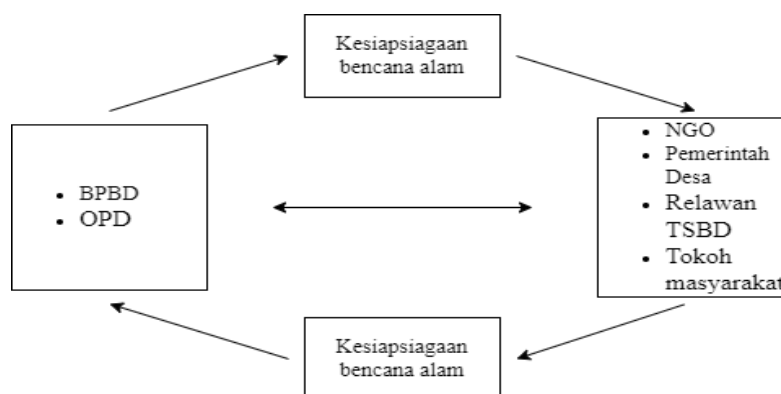 Kesiapsiagaan
bencana alam
• BPBD
• OPD
• NGO
• Pemerintah
Desa
• Relawan
TSBD
• Tokoh
masyarakat
Kesiapsiagaan
bencana alam